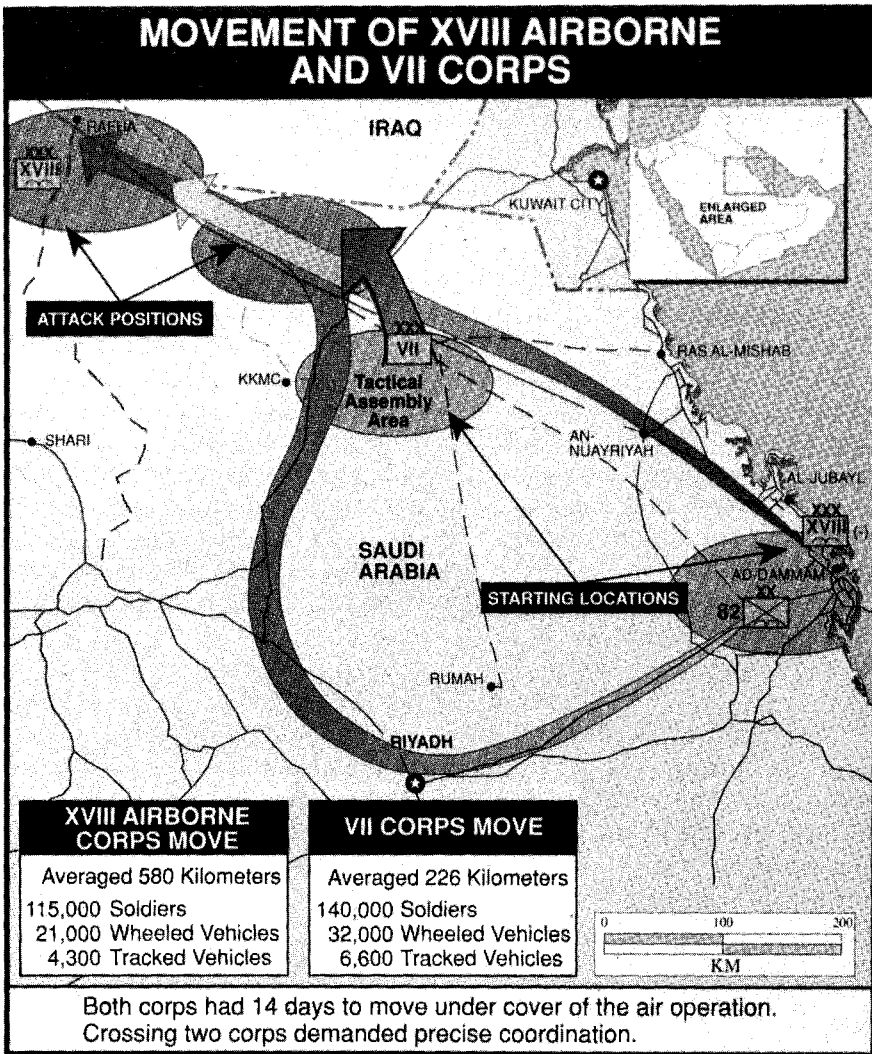 MOVEMENT OF XVIII AIRBORNE
AND VII CORPS
RAFHA
IRAQ
XXX
XVIII
KUWAIT CITY
ENLARGED
AREA
ATTACK POSITIONS
XXX
VII
RAS AL-MISHAB
KKMC
Tactical
Assembly
Area
SHARI
AN-
NUAYRIYAH
AL-JUBAYL
XXX
XVIII (-)
SAUDI
ARABIA
AD-DAMMAM
STARTING LOCATIONS
XX
82
RUMAH
RIYADH
XVIII AIRBORNE
CORPS MOVE
Averaged 580 Kilometers
115,000 Soldiers
21,000 Wheeled Vehicles
4,300 Tracked Vehicles
VII CORPS MOVE
Averaged 226 Kilometers
140,000 Soldiers
32,000 Wheeled Vehicles
6,600 Tracked Vehicles
0 100 200
KM
Both corps had 14 days to move under cover of the air operation.
Crossing two corps demanded precise coordination.